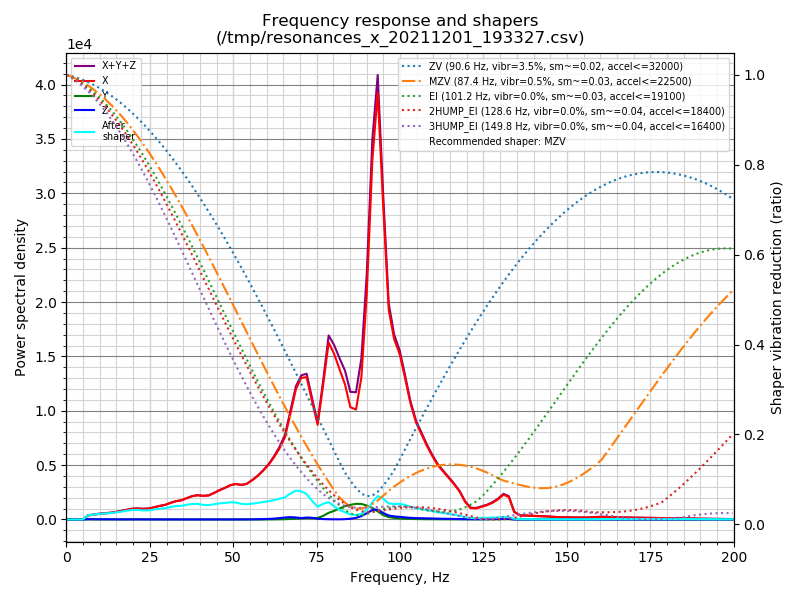 Frequency response and shapers
(/tmp/resonances_x_20211201_193327.csv)
1e4
X+Y+Z
X
Y
Z
After
shaper
ZV (90.6 Hz, vibr=3.5%, sm~=0.02, accel<=32000)
MZV (87.4 Hz, vibr=0.5%, sm~=0.03, accel<=22500)
EI (101.2 Hz, vibr=0.0%, sm~=0.03, accel<=19100)
2HUMP_EI (128.6 Hz, vibr=0.0%, sm~=0.04, accel<=18400)
3HUMP_EI (149.8 Hz, vibr=0.0%, sm~=0.04, accel<=16400)
Recommended shaper: MZV
Power spectral density
4.0
3.5
3.0
2.5
2.0
1.5
1.0
0.5
0.0
1.0
0.8
0.6
0.4
0.2
0.0
Shaper vibration reduction (ratio)
0 25 50 75 100 125 150 175 200
Frequency, Hz